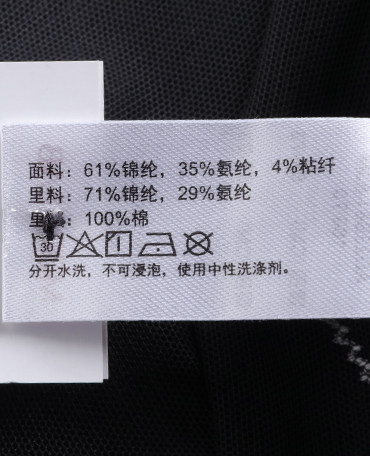 面料：61%锦纶，35%氨纶，4%粘纤
里料：71%锦纶，29%氨纶
里料：100%棉
30
分开水洗，不可浸泡，使用中性洗涤剂。